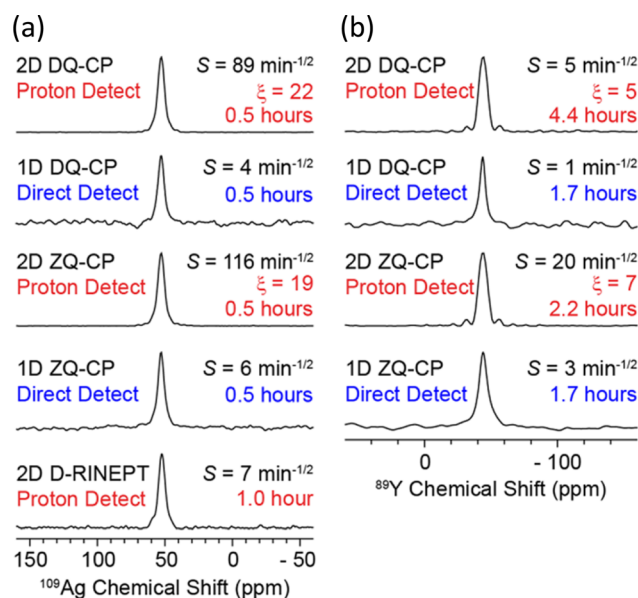 (a)
2D DQ-CP S = 89 min-1/2
Proton Detect ξ = 22
0.5 hours
1D DQ-CP S = 4 min-1/2
Direct Detect 0.5 hours
2D ZQ-CP S = 116 min-1/2
Proton Detect ξ = 19
0.5 hours
1D ZQ-CP S = 6 min-1/2
Direct Detect 0.5 hours
2D D-RINEPT S = 7 min-1/2
Proton Detect 1.0 hour
150 100 50 0 - 50
109Ag Chemical Shift (ppm)
(b)
2D DQ-CP S = 5 min-1/2
Proton Detect ξ = 5
4.4 hours
1D DQ-CP S = 1 min-1/2
Direct Detect 1.7 hours
2D ZQ-CP S = 20 min-1/2
Proton Detect ξ = 7
2.2 hours
1D ZQ-CP S = 3 min-1/2
Direct Detect 1.7 hours
0 - 100
89Y Chemical Shift (ppm)